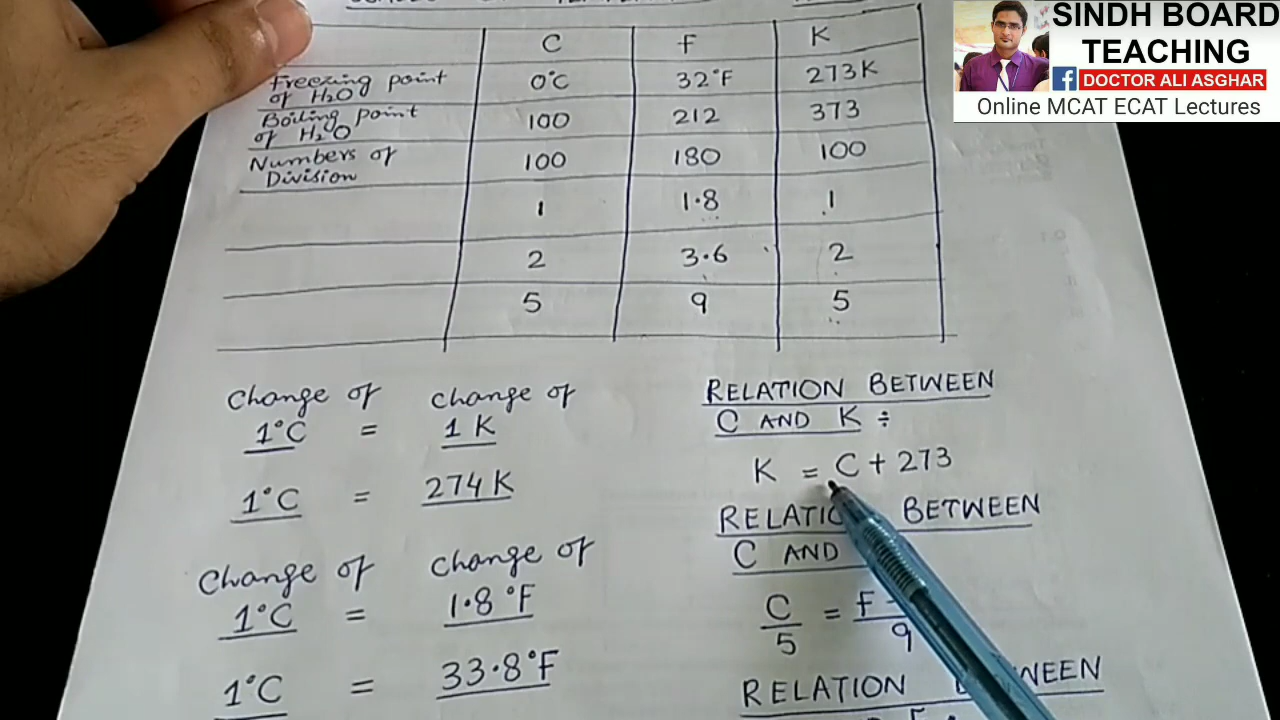 SINDH BOARD
TEACHING
f DOCTOR ALI ASGHAR
Online MCAT ECAT Lectures
C F K
Freezing point
of H₂O 0°C 32°F 273K
Boiling point
of H₂O 100 212 373
Numbers of
Division 100 180 100
1 1.8 1
2 3.6 2
5 9 5
Change of change of
1°C = 1 K
1°C = 274 K
Change of change of
1°C = 1.8 °F
1°C = 33.8°F
RELATION BETWEEN
C AND K ÷
K = C + 273
BETWEEN
C AND
C/5 = F -/9
RELATION